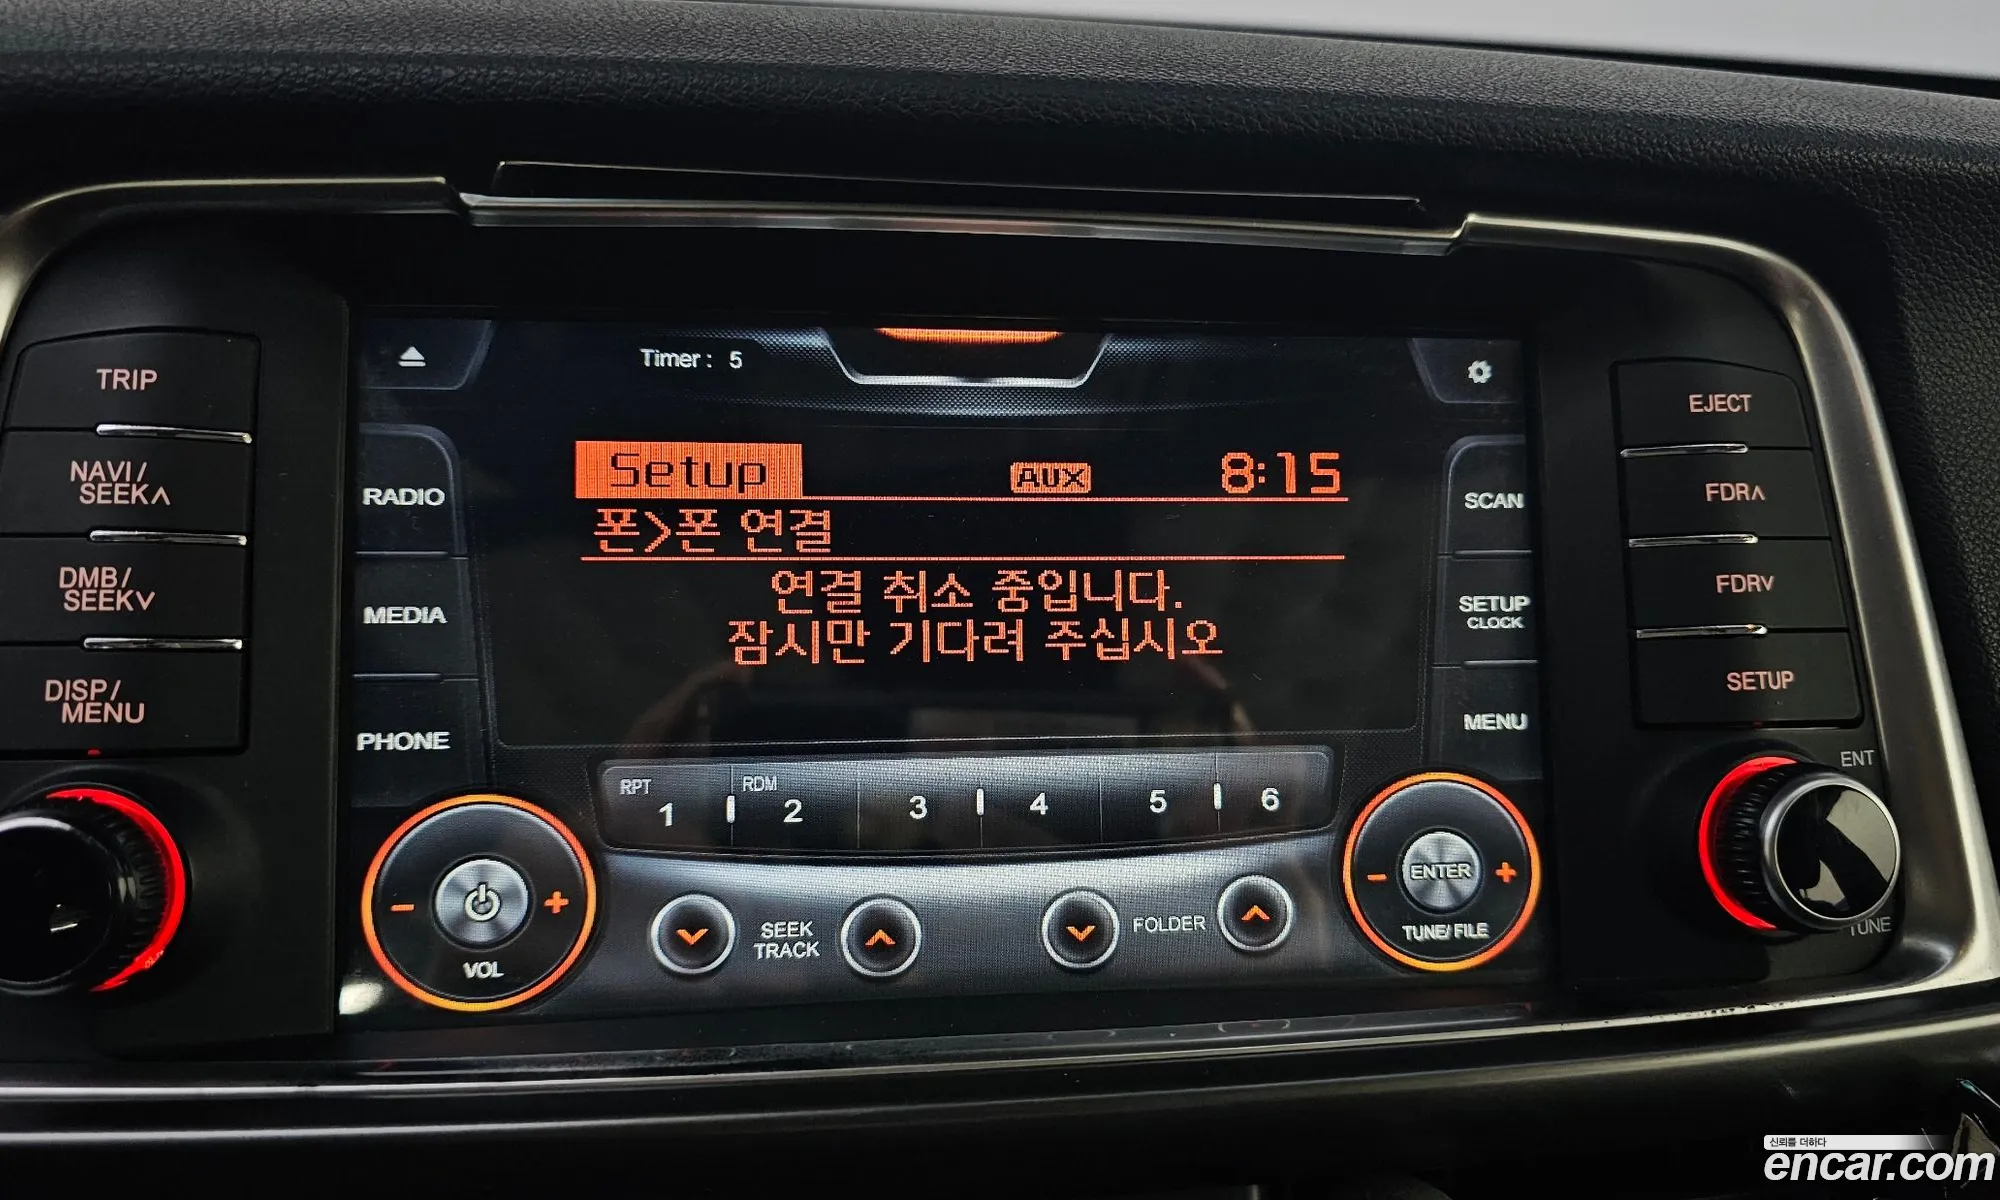 TRIP
NAVI/
SEEK∧
DMB/
SEEK∨
DISP/
MENU
RADIO
MEDIA
PHONE
Timer : 5
Setup
AUX
8:15
폰>폰 연결
연결 취소 중입니다.
잠시만 기다려 주십시오
SCAN
SETUP
CLOCK
MENU
EJECT
FDR∧
FDR∨
SETUP
ENT
TUNE
RPT
1
RDM
2
3
4
5
6
- +
VOL
SEEK
TRACK
FOLDER
- ENTER +
TUNE/ FILE
신뢰를 더하다
encar.com